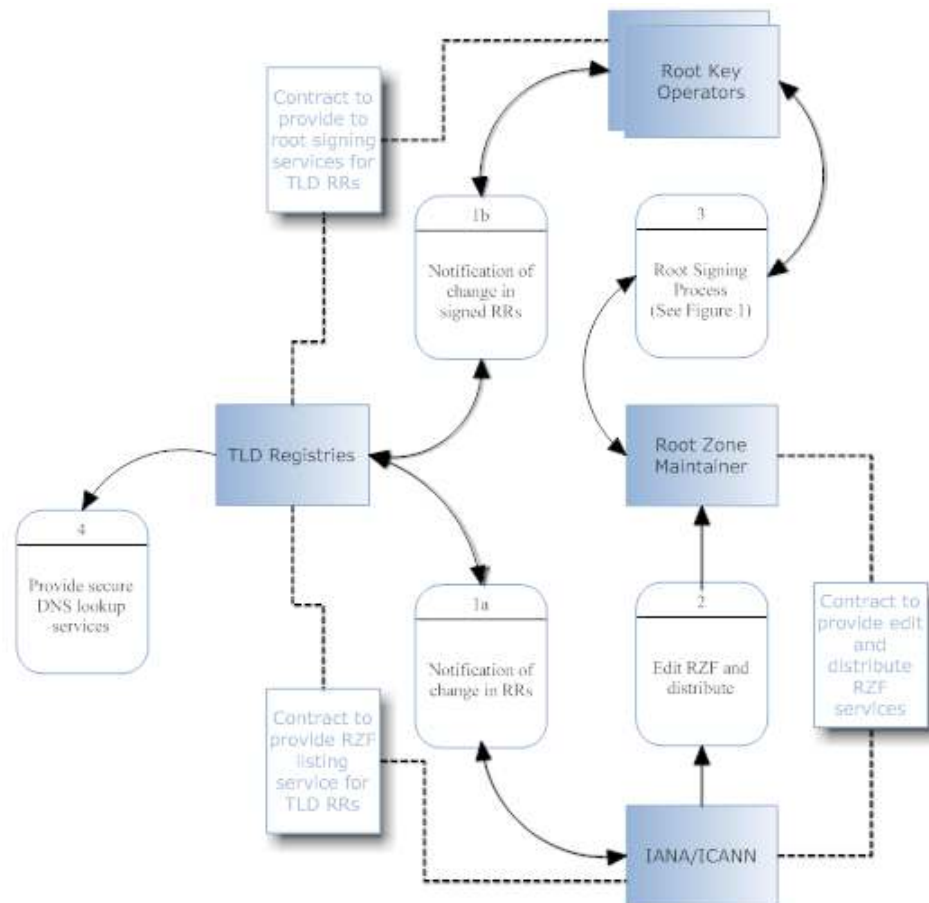 Root Key
Operators
Contract to
provide to
root signing
services for
TLD RRs
1b
Notification of
change in
signed RRs
3
Root Signing
Process
(See Figure 1)
TLD Registries
Root Zone
Maintainer
4
Provide secure
DNS lookup
services
1a
Notification of
change in RRs
2
Edit RZF and
distribute
Contract to
provide edit
and
distribute
RZF
services
Contract to
provide RZF
listing
service for
TLD RRs
IANA/ICANN